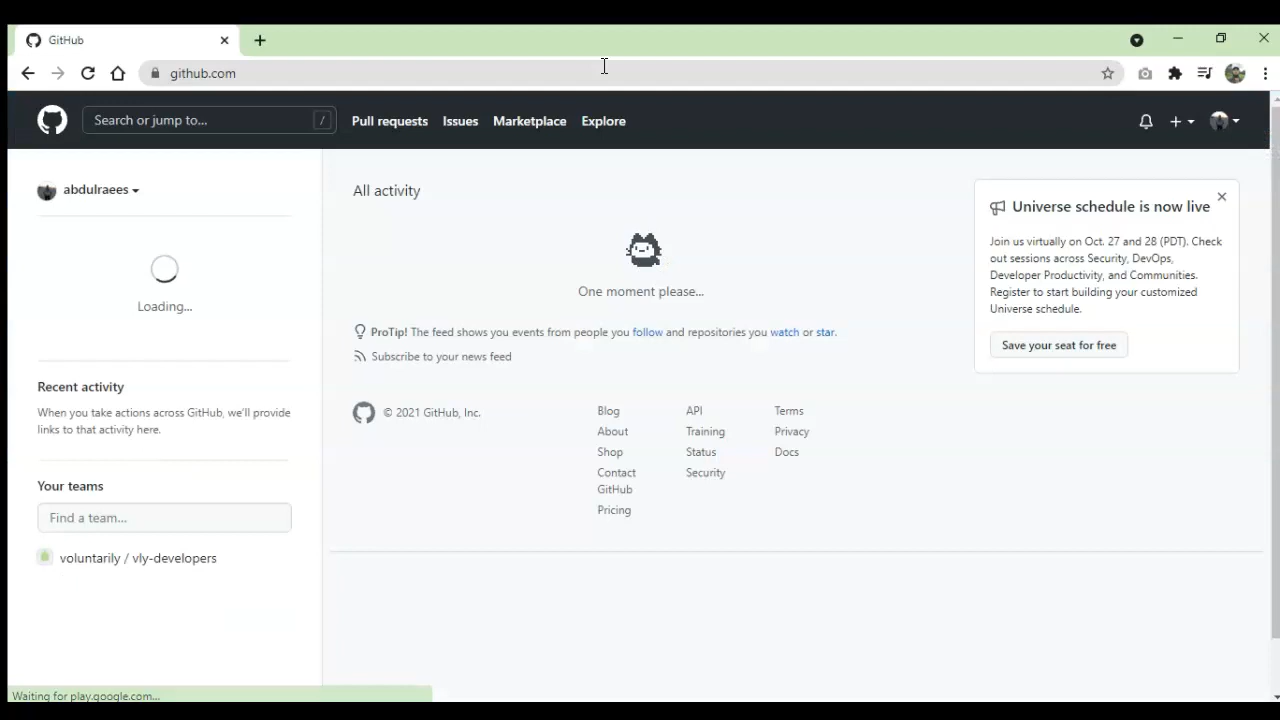 GitHub
github.com
Search or jump to... /
Pull requests Issues Marketplace Explore
abdulraees
Loading...
Recent activity
When you take actions across GitHub, we'll provide
links to that activity here.
Your teams
Find a team...
voluntarily / vly-developers
All activity
One moment please...
ProTip! The feed shows you events from people you follow and repositories you watch or star.
Subscribe to your news feed
© 2021 GitHub, Inc.
Blog
About
Shop
Contact
GitHub
Pricing
API
Training
Status
Security
Terms
Privacy
Docs
Universe schedule is now live
Join us virtually on Oct. 27 and 28 (PDT). Check
out sessions across Security, DevOps,
Developer Productivity, and Communities.
Register to start building your customized
Universe schedule.
Save your seat for free
Waiting for play.google.com...